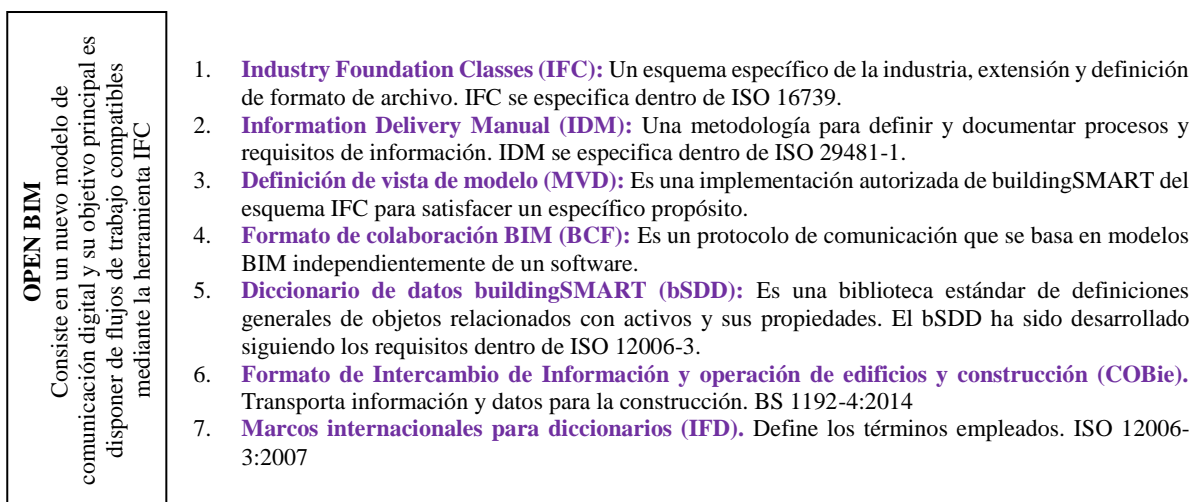 OPEN BIM
Consiste en un nuevo modelo de
comunicación digital y su objetivo principal es
disponer de flujos de trabajo compatibles
mediante la herramienta IFC
1. Industry Foundation Classes (IFC): Un esquema específico de la industria, extensión y definición
de formato de archivo. IFC se especifica dentro de ISO 16739.
2. Information Delivery Manual (IDM): Una metodología para definir y documentar procesos y
requisitos de información. IDM se especifica dentro de ISO 29481-1.
3. Definición de vista de modelo (MVD): Es una implementación autorizada de buildingSMART del
esquema IFC para satisfacer un específico propósito.
4. Formato de colaboración BIM (BCF): Es un protocolo de comunicación que se basa en modelos
BIM independientemente de un software.
5. Diccionario de datos buildingSMART (bSDD): Es una biblioteca estándar de definiciones
generales de objetos relacionados con activos y sus propiedades. El bSDD ha sido desarrollado
siguiendo los requisitos dentro de ISO 12006-3.
6. Formato de Intercambio de Información y operación de edificios y construcción (COBie).
Transporta información y datos para la construcción. BS 1192-4:2014
7. Marcos internacionales para diccionarios (IFD). Define los términos empleados. ISO 12006-
3:2007